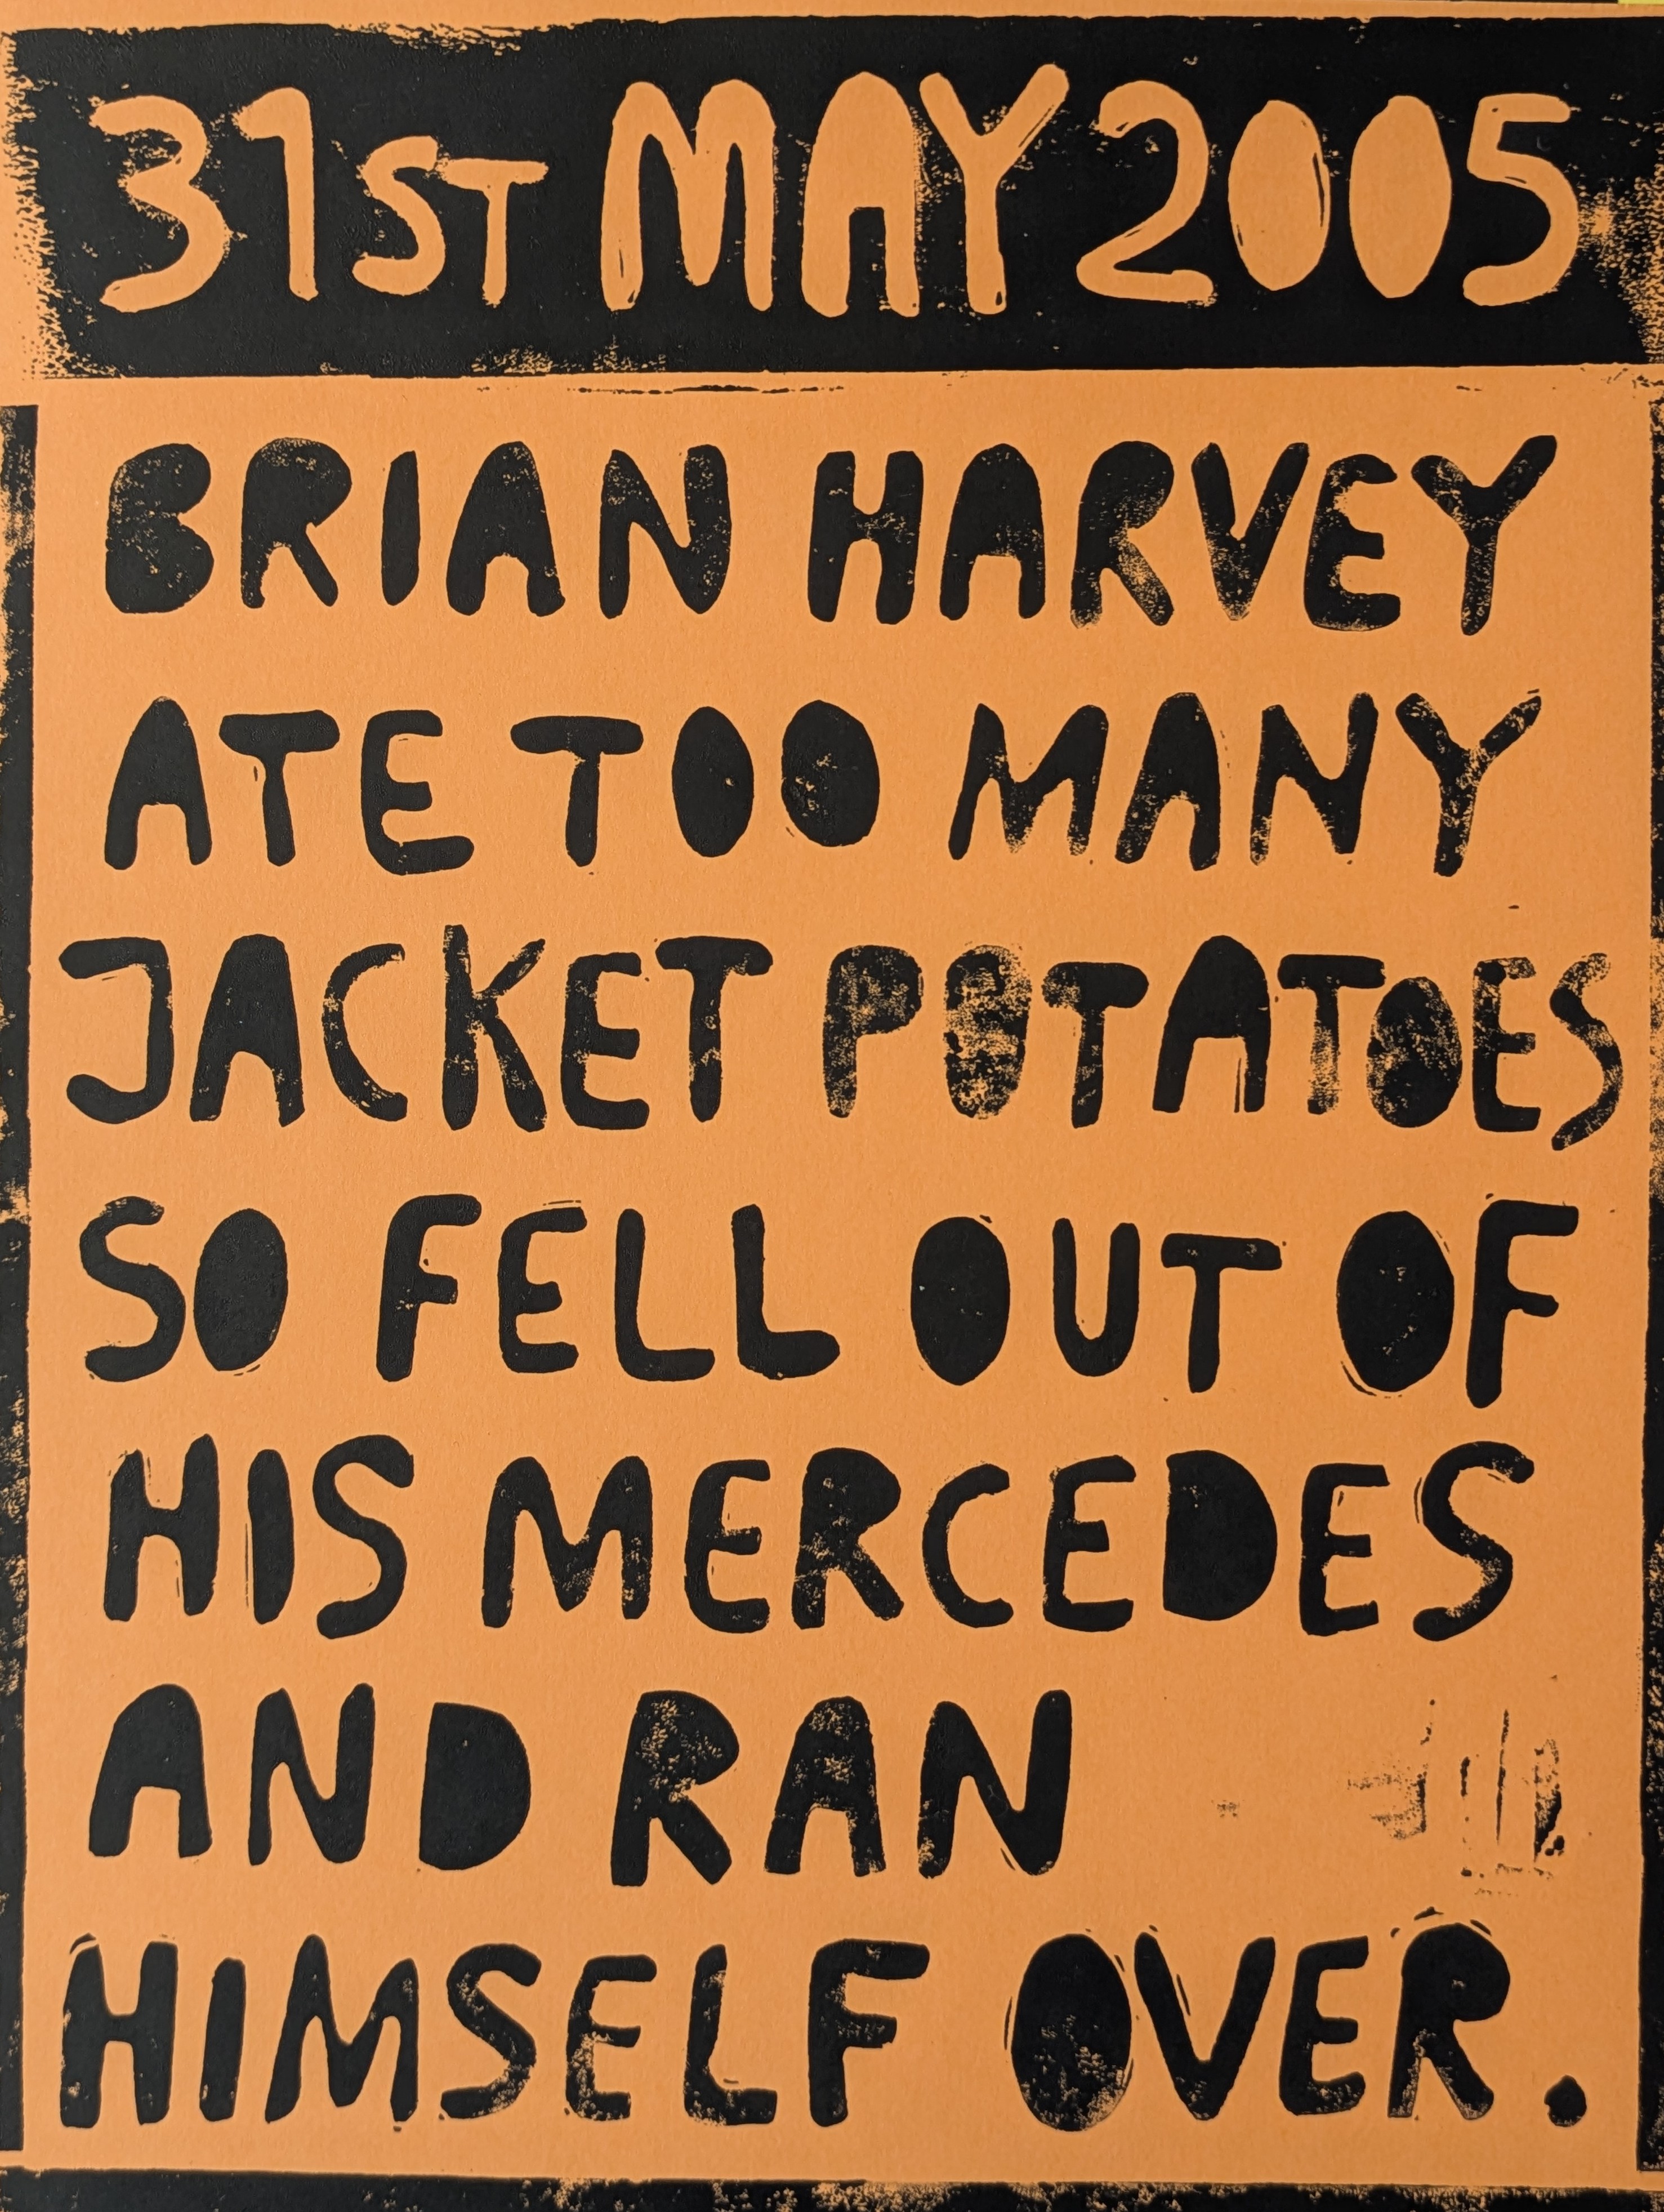 31ST MAY 2005
BRIAN HARVEY
ATE TOO MANY
JACKET POTATOES
SO FELL OUT OF
HIS MERCEDES
AND RAN
HIMSELF OVER.